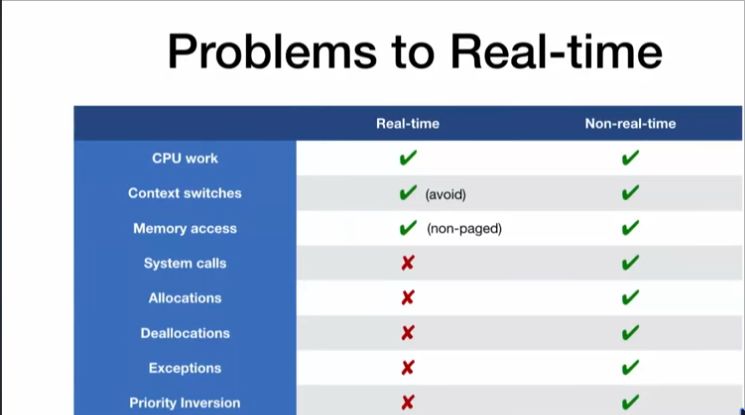 Problems to Real-time
Real-time Non-real-time
CPU work ✔ ✔
Context switches ✔ (avoid) ✔
Memory access ✔ (non-paged) ✔
System calls ✘ ✔
Allocations ✘ ✔
Deallocations ✘ ✔
Exceptions ✘ ✔
Priority Inversion ✘ ✔